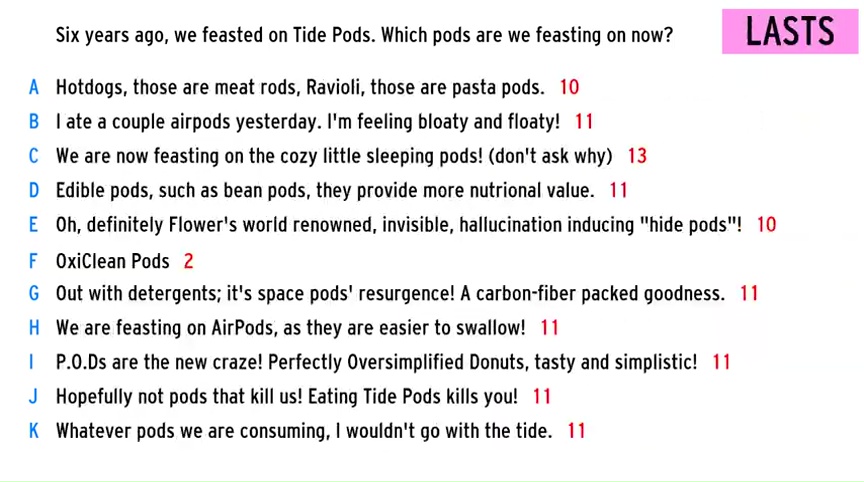 Six years ago, we feasted on Tide Pods. Which pods are we feasting on now?
LASTS
A Hotdogs, those are meat rods, Ravioli, those are pasta pods. 10
B I ate a couple airpods yesterday. I'm feeling bloaty and floaty! 11
C We are now feasting on the cozy little sleeping pods! (don't ask why) 13
D Edible pods, such as bean pods, they provide more nutrional value. 11
E Oh, definitely Flower's world renowned, invisible, hallucination inducing "hide pods"! 10
F OxiClean Pods 2
G Out with detergents; it's space pods' resurgence! A carbon-fiber packed goodness. 11
H We are feasting on AirPods, as they are easier to swallow! 11
I P.O.Ds are the new craze! Perfectly Oversimplified Donuts, tasty and simplistic! 11
J Hopefully not pods that kill us! Eating Tide Pods kills you! 11
K Whatever pods we are consuming, I wouldn't go with the tide. 11